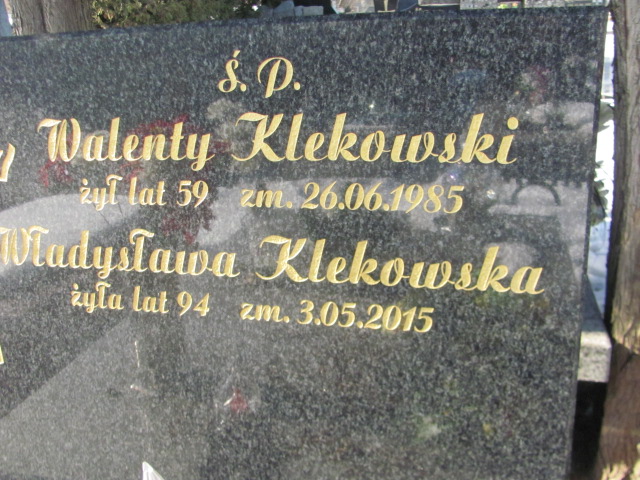 ś. p.
Walenty Klekowski
żył lat 59 zm. 26.06.1985
Władysława Klekowska
żyła lat 94 zm. 3.05.2015